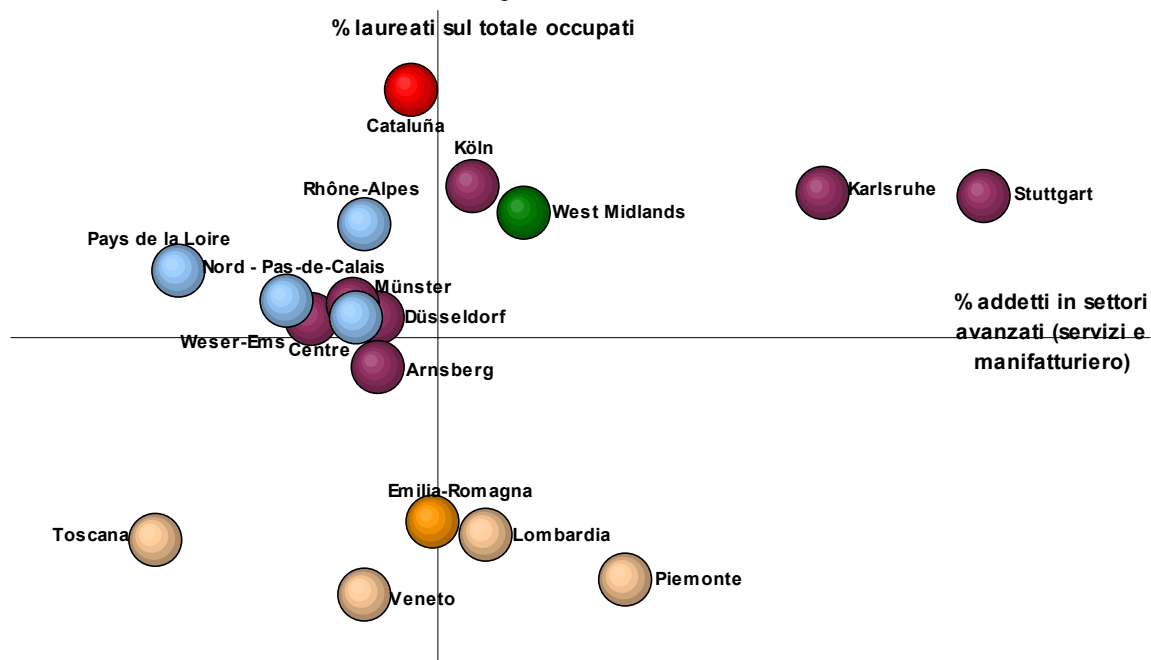 % laureati sul totale occupati
Cataluña
Köln
Rhône-Alpes
Karlsruhe
Stuttgart
West Midlands
Pays de la Loire
Nord - Pas-de-Calais
Münster
% addetti in settori
avanzati (servizi e
manifatturiero)
Düsseldorf
Weser-Ems
Centre
Arnsberg
Emilia-Romagna
Toscana
Lombardia
Piemonte
Veneto